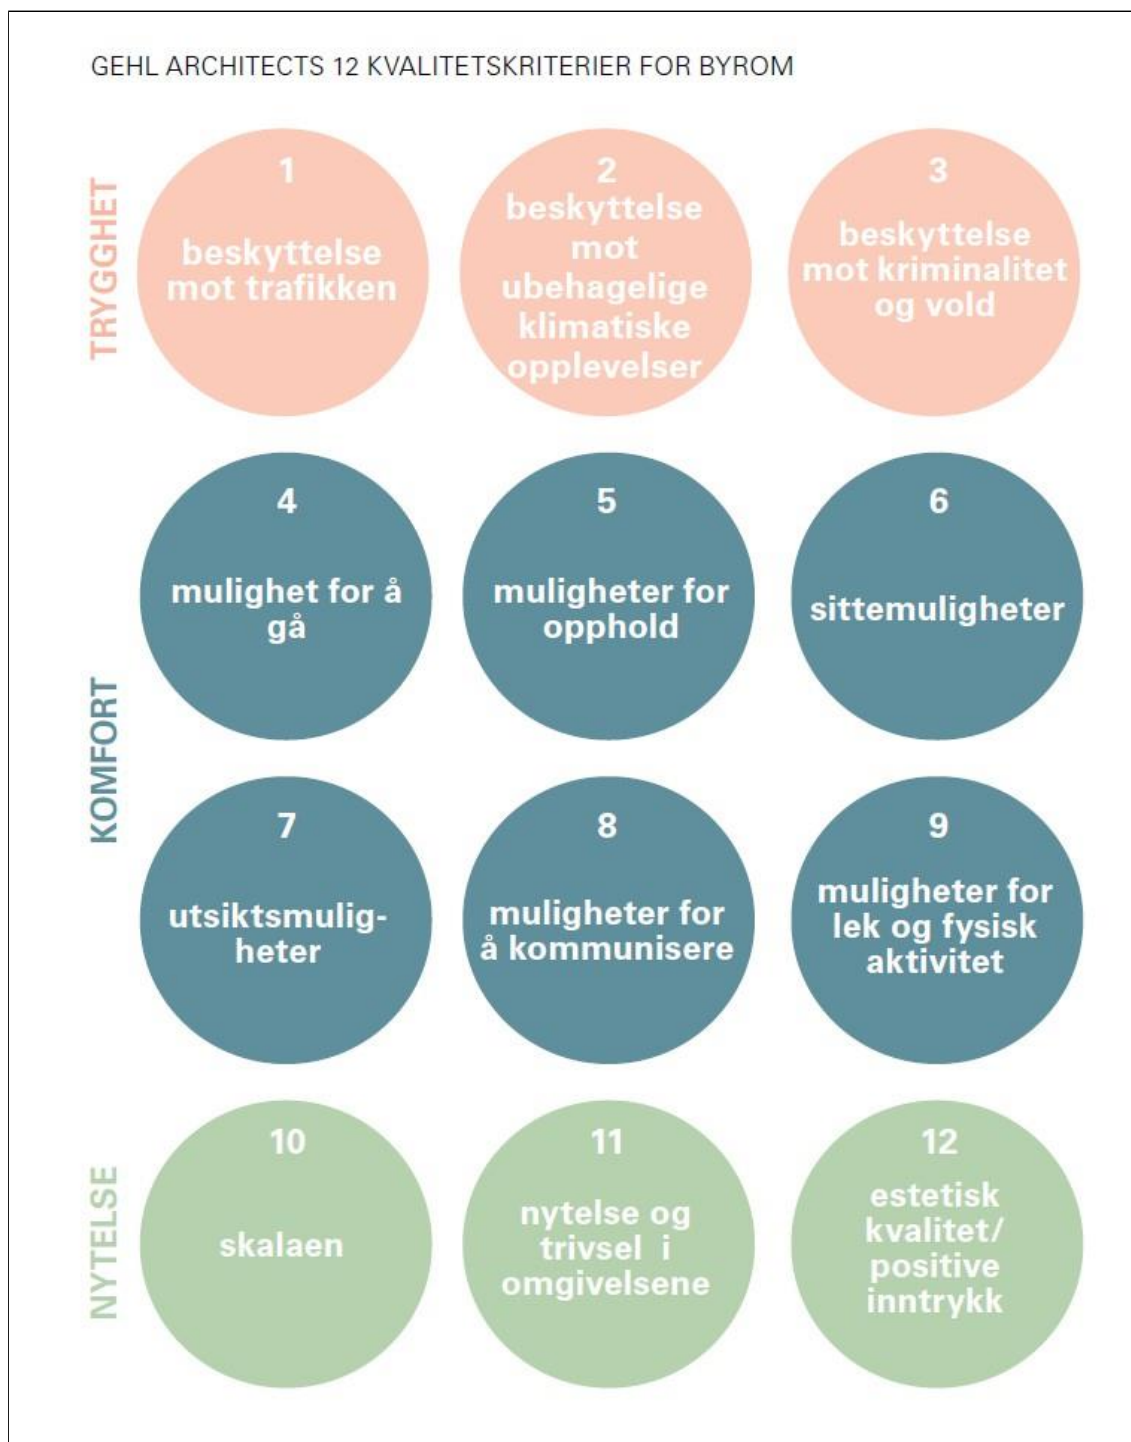 GEHL ARCHITECTS 12 KVALITETSKRITERIER FOR BYROM
TRYGGHET
1
beskyttelse
mot trafikken
2
beskyttelse
mot
ubehagelige
klimatiske
opplevelser
3
beskyttelse
mot kriminalitet
og vold
KOMFORT
4
mulighet for å
gå
5
muligheter for
opphold
6
sittemuligheter
7
utsiktsmulig-
heter
8
muligheter for
å kommunisere
9
muligheter for
lek og fysisk
aktivitet
NYTELSE
10
skalaen
11
nytelse og
trivsel i
omgivelsene
12
estetisk
kvalitet/
positive
inntrykk